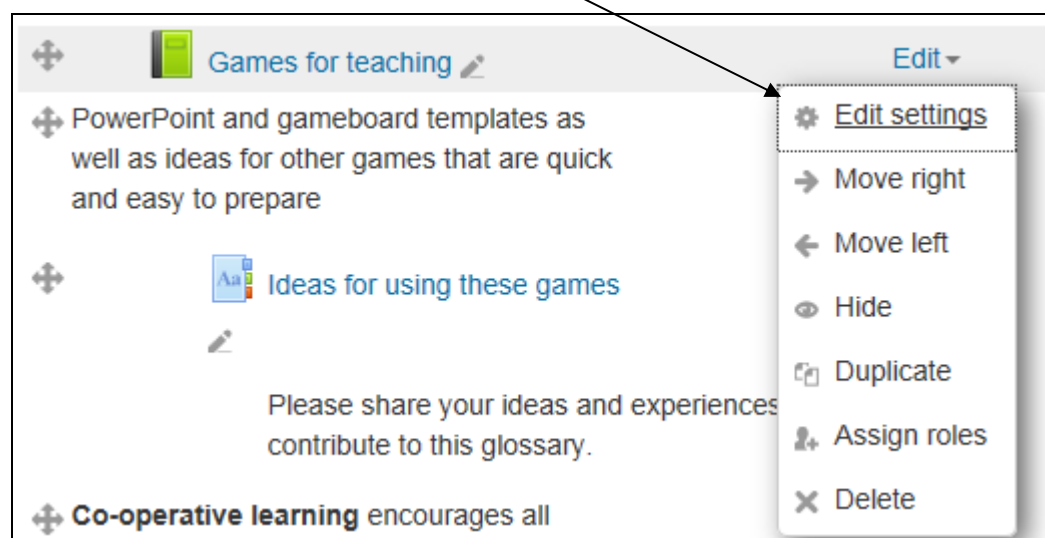 Games for teaching Edit
PowerPoint and gameboard templates as
well as ideas for other games that are quick
and easy to prepare
Aa Ideas for using these games
Please share your ideas and experiences
contribute to this glossary.
Co-operative learning encourages all
Edit settings
Move right
Move left
Hide
Duplicate
Assign roles
Delete